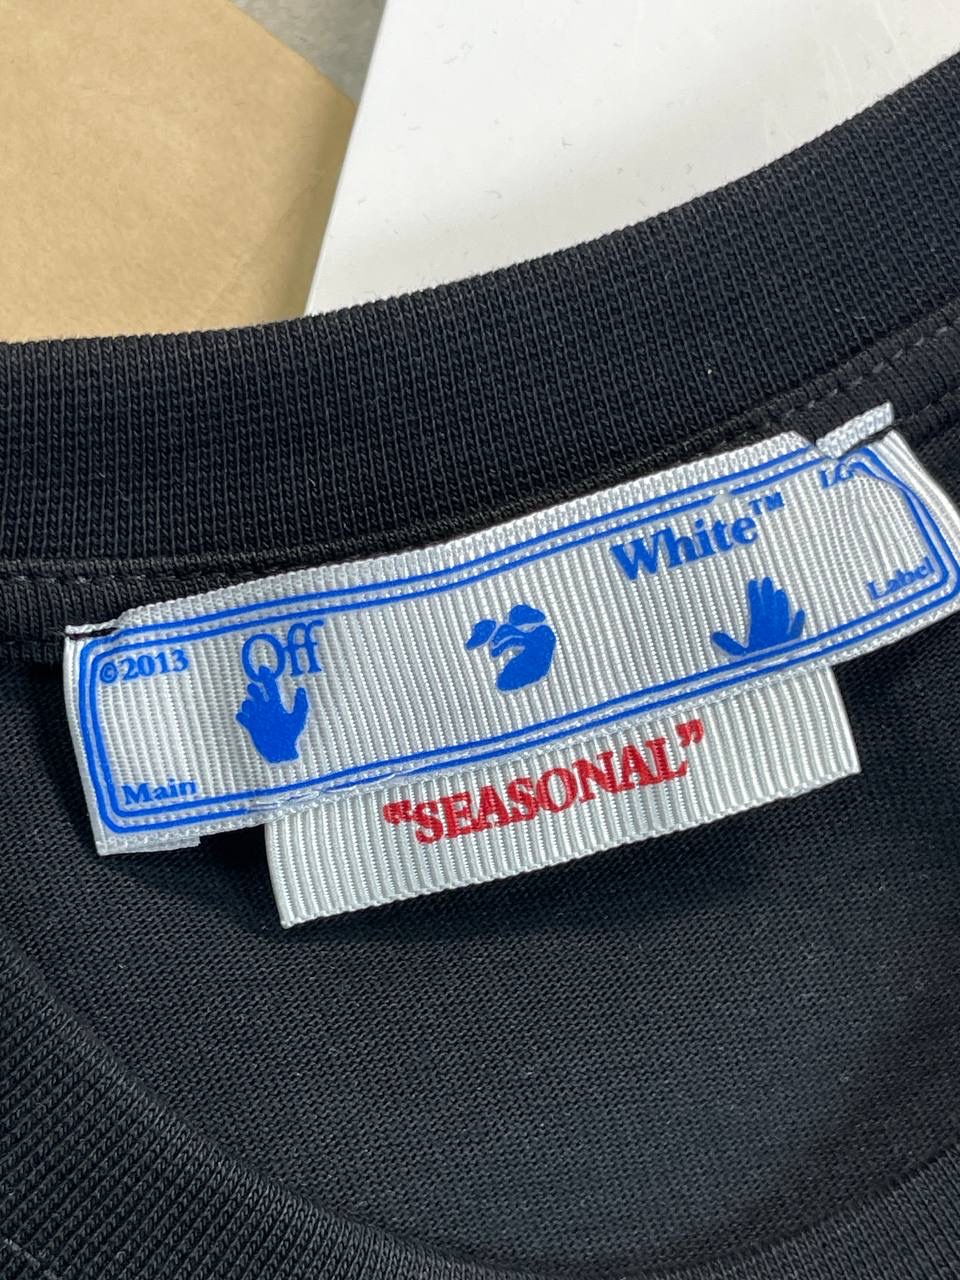 ©2013
Off
White™
Main
Label
“SEASONAL”